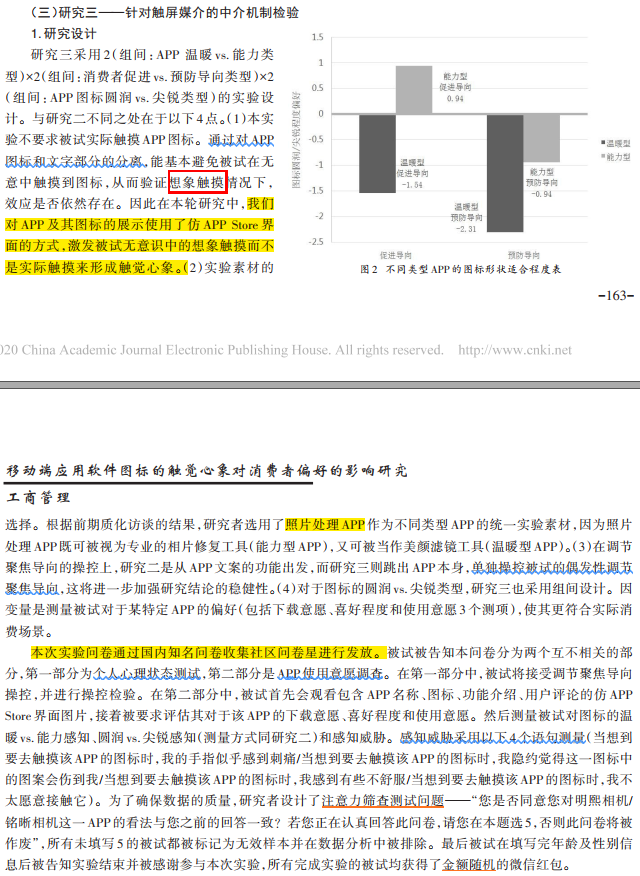 （三）研究三——针对触屏媒介的中介机制检验
1.研究设计
研究三采用2(组间：APP 温暖 vs. 能力类
型)×2(组间：消费者促进 vs. 预防导向类型)×2
（组间：APP图标圆润 vs. 尖锐类型)的实验设
计。与研究二不同之处在于以下4点。(1)本实
验不要求被试实际触摸APP图标。通过对APP
图标和文字部分的分离，能基本避免被试在无
意中触摸到图标，从而验证想象触摸情况下，
效应是否依然存在。因此在本轮研究中，我们
对APP及其图标的展示使用了仿APP Store界
面的方式，激发被试无意识中的想象触摸而不
是实际触摸来形成触觉心象。(2)实验素材的
图标圆润/尖锐程度偏好
1.5
1
0.5
0
-0.5
-1
-1.5
-2
-2.5
能力型
促进导向
0.94
温暖型
促进导向
-1.54
能力型
预防导向
-0.94
温暖型
预防导向
-2.31
促进导向
预防导向
温暖型
能力型
图2 不同类型APP的图标形状适合程度表
-163-
020 China Academic Journal Electronic Publishing House. All rights reserved. http://www.cnki.net
移动端应用软件图标的触觉心象对消费者偏好的影响研究
工商管理
选择。根据前期质化访谈的结果，研究者选用了照片处理APP作为不同类型APP的统一实验素材，因为照片
处理APP既可被视为专业的相片修复工具(能力型APP)，又可被当作美颜滤镜工具(温暖型APP)。(3)在调节
聚焦导向的操控上，研究二是从APP文案的功能出发，而研究三则跳出APP本身，单独操控被试的偶发性调节
聚焦导向，这将进一步加强研究结论的稳健性。(4)对于图标的圆润vs.尖锐类型，研究三也采用组间设计。因
变量是测量被试对于某特定APP的偏好(包括下载意愿、喜好程度和使用意愿3个测项)，使其更符合实际消
费场景。
本次实验问卷通过国内知名问卷收集社区问卷星进行发放。被试被告知本问卷分为两个互不相关的部
分，第一部分为个人心理状态测试，第二部分是APP使用意愿调查。在第一部分中，被试将接受调节聚焦导向
操控，并进行操控检验。在第二部分中，被试首先会观看包含APP名称、图标、功能介绍、用户评论的仿APP
Store界面图片，接着被要求评估其对于该APP的下载意愿、喜好程度和使用意愿。然后测量被试对图标的温
暖vs.能力感知、圆润vs.尖锐感知(测量方式同研究二)和感知威胁。感知威胁采用以下4个语句测量(当想到
要去触摸该APP的图标时，我的手指似乎感到刺痛/当想到要去触摸该APP的图标时，我隐约觉得这一图标中
的图案会伤到我/当想到要去触摸该APP的图标时，我感到有些不舒服/当想到要去触摸该APP的图标时，我不
太愿意接触它)。为了确保数据的质量，研究者设计了注意力筛查测试问题——“您是否同意您对明熙相机/
铭晰相机这一APP的看法与您之前的回答一致？若您正在认真回答此问卷，请您在本题选5，否则此问卷将被
作废”，所有未填写5的被试都被标记为无效样本并在数据分析中被排除。最后被试在填写完年龄及性别信
息后被告知实验结束并被感谢参与本次实验，所有完成实验的被试均获得了金额随机的微信红包。